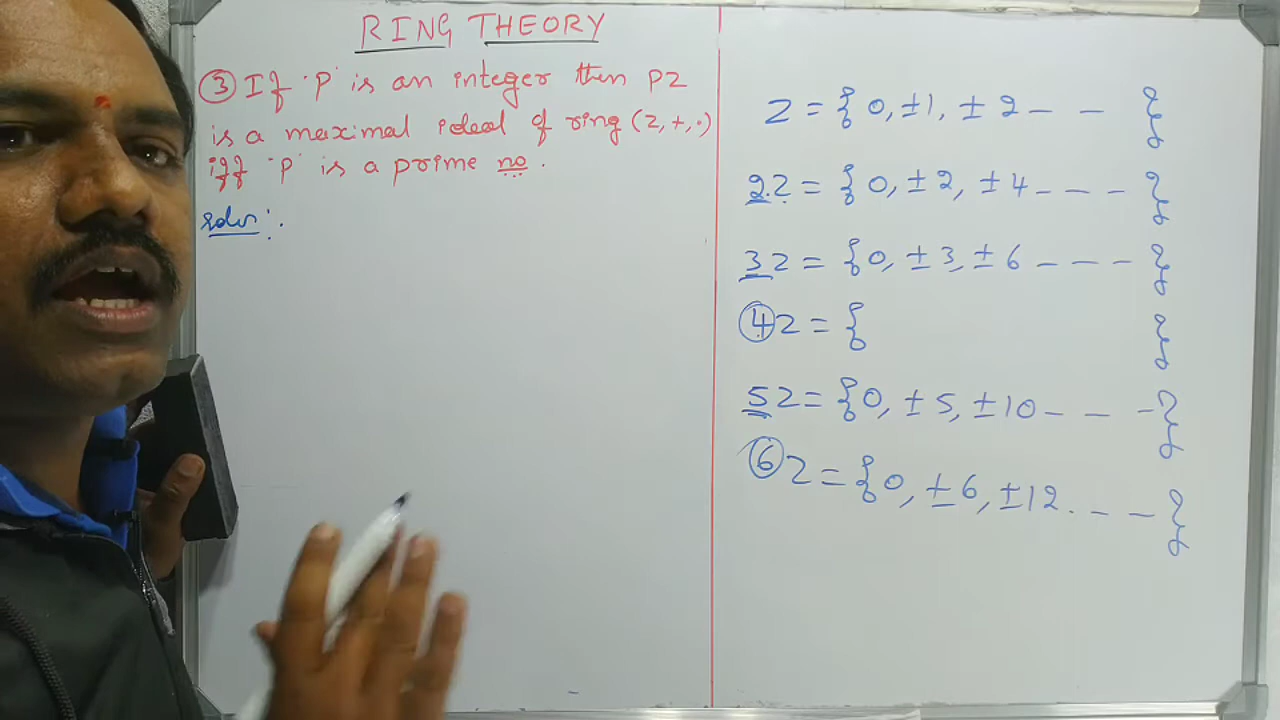 RING THEORY
③ If 'P' is an integer then PZ
is a maximal ideal of ring (Z, +, ·)
iff 'P' is a prime no.
soln:.
Z = { 0, ±1, ± 2 – – }
2Z = { 0, ± 2, ± 4 – – – }
3Z = { 0, ± 3, ± 6 – – – }
④Z = { }
5Z = { 0, ± 5, ± 10 – – – }
⑥Z = { 0, ± 6, ± 12. – – – }